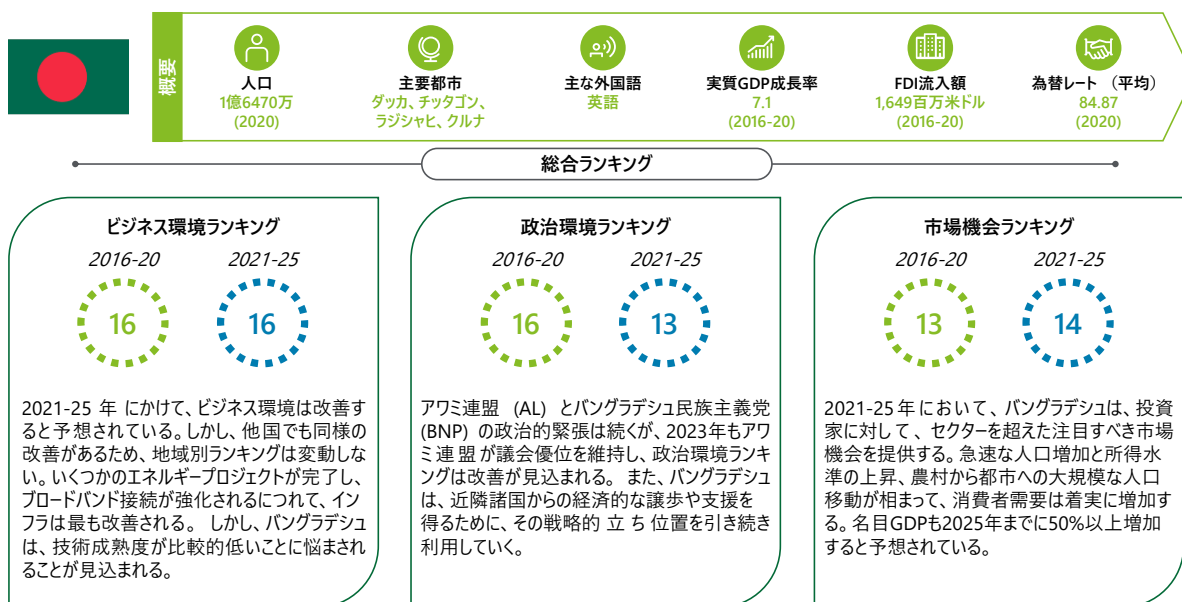 概要
人口
1億6470万
(2020)
主要都市
ダッカ、チッタゴン、
ラジシャヒ、クルナ
主な外国語
英語
実質GDP成長率
7.1
(2016-20)
FDI流入額
1,649百万米ドル
(2016-20)
為替レート （平均）
84.87
(2020)
総合ランキング
ビジネス環境ランキング
2016-20 2021-25
16 16
2021-25 年 にかけて、ビジネス環境は改善す
ると予想されている。しかし、他国でも同様の
改善があるため、地域別ランキングは変動しな
い。いくつかのエネルギープロジェクトが完了し、
ブロードバンド接続が強化されるにつれて、イン
フラは最も改善される。 しかし、バングラデシュ
は、技術成熟度が比較的低いことに悩まされ
ることが見込まれる。
政治環境ランキング
2016-20 2021-25
16 13
アワミ連盟 (AL) とバングラデシュ民族主義党
(BNP) の政治的緊張は続くが、2023年もアワ
ミ連盟が議会優位を維持し、政治環境ランキ
ングは改善が見込まれる。 また、バングラデシュ
は、近隣諸国からの経済的な譲歩や支援を
得るために、その戦略的 立 ち 位置を引き続き
利用していく。
市場機会ランキング
2016-20 2021-25
13 14
2021-25年において、バングラデシュは、投資
家に対して、セクターを超えた注目すべき市場
機会を提供する。急速な人口増加と所得水
準の上昇、農村から都市への大規模な人口
移動が相まって、消費者需要は着実に増加す
る。名目GDPも2025年までに50%以上増加
すると予想されている。